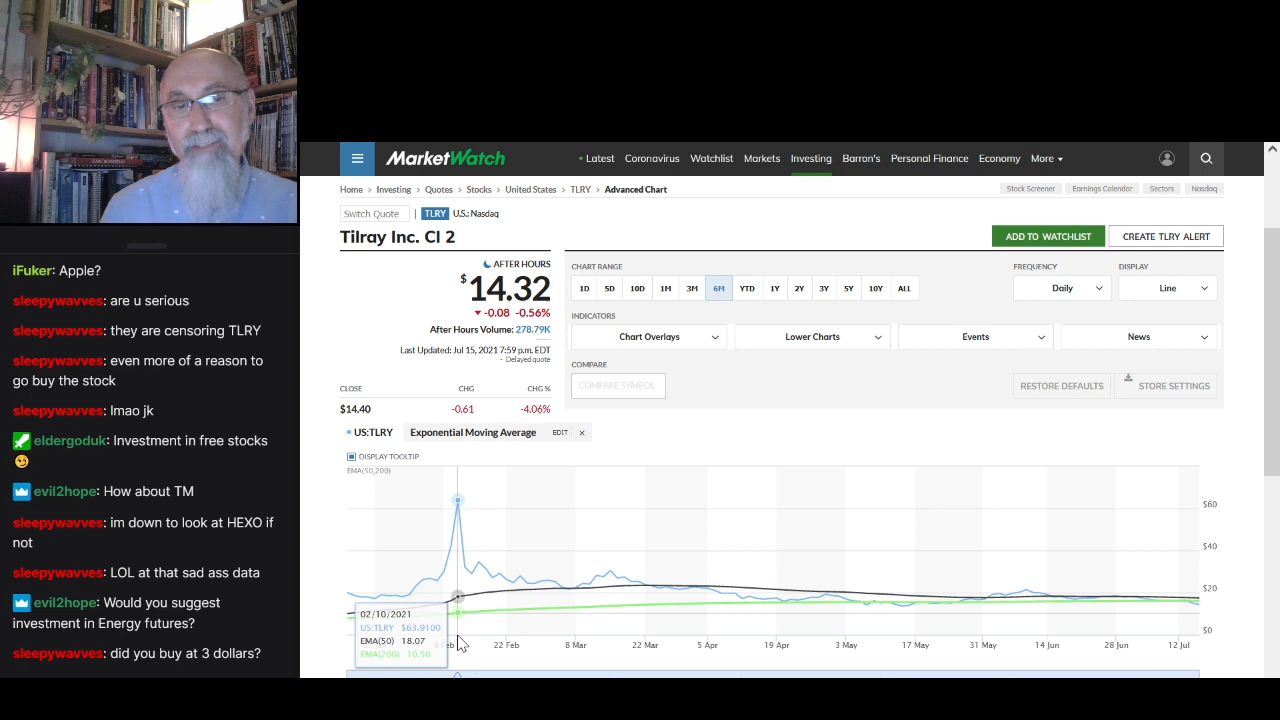 MarketWatch
Latest Coronavirus Watchlist Markets Investing Barron's Personal Finance Economy More
Home > Investing > Quotes > Stocks > United States > TLRY > Advanced Chart
Stock Screener Earnings Calendar Sectors Nasdaq
Switch Quote | TLRY U.S.: Nasdaq
Tilray Inc. Cl 2
ADD TO WATCHLIST CREATE TLRY ALERT
AFTER HOURS
$14.32
-0.08 -0.56%
After Hours Volume: 278.79K
Last Updated: Jul 15, 2021 7:59 p.m. EDT
- Delayed quote
CLOSE CHG CHG %
$14.40 -0.61 -4.06%
CHART RANGE
1D 5D 10D 1M 3M 6M YTD 1Y 2Y 3Y 5Y 10Y ALL
FREQUENCY
Daily
DISPLAY
Line
INDICATORS
Chart Overlays Lower Charts Events News
COMPARE
COMPARE SYMBOL
RESTORE DEFAULTS STORE SETTINGS
US:TLRY Exponential Moving Average EDIT x
DISPLAY TOOLTIP
EMA(50,200)
$60
$40
$20
$0
02/10/2021
US:TLRY $63.9100
EMA(50) 18.07
EMA(200) 10.50
22 Feb 8 Mar 22 Mar 5 Apr 19 Apr 3 May 17 May 31 May 14 Jun 28 Jun 12 Jul
iFuker: Apple?
sleepywavves: are u serious
sleepywavves: they are censoring TLRY
sleepywavves: even more of a reason to
go buy the stock
sleepywavves: lmao jk
eldergoduk: Investment in free stocks
😏
evil2hope: How about TM
sleepywavves: im down to look at HEXO if
not
sleepywavves: LOL at that sad ass data
evil2hope: Would you suggest
investment in Energy futures?
sleepywavves: did you buy at 3 dollars?